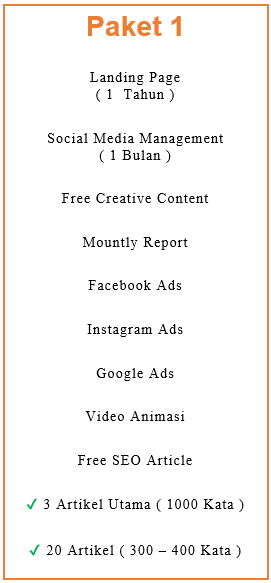 Paket 1
Landing Page
( 1 Tahun )
Social Media Management
( 1 Bulan )
Free Creative Content
Mountly Report
Facebook Ads
Instagram Ads
Google Ads
Video Animasi
Free SEO Article
✓ 3 Artikel Utama ( 1000 Kata )
✓ 20 Artikel ( 300 – 400 Kata )